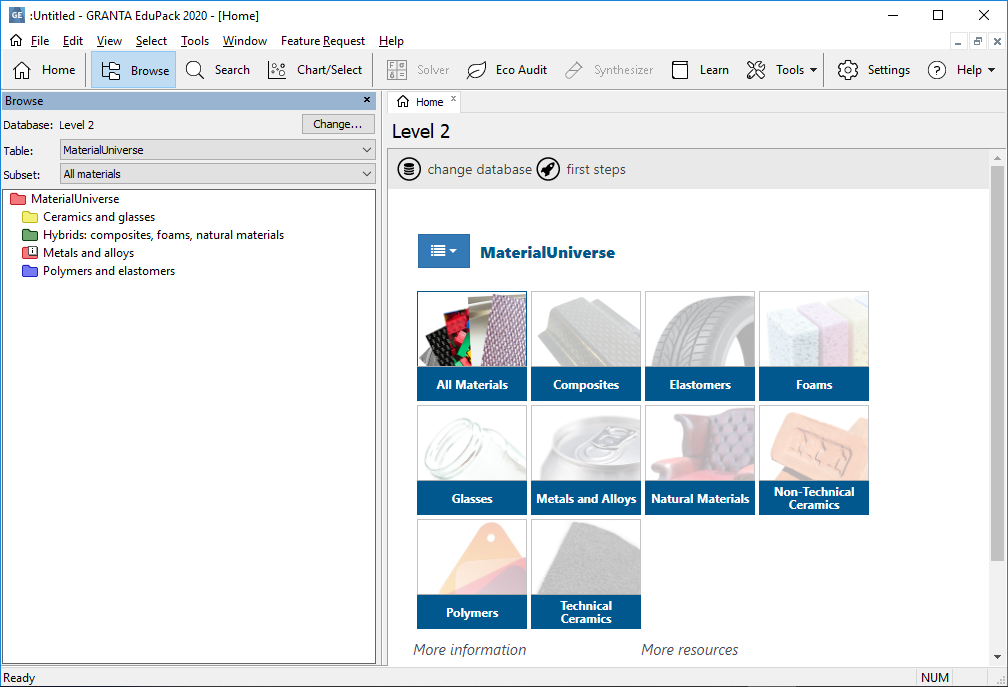 GE :Untitled - GRANTA EduPack 2020 - [Home]
File Edit View Select Tools Window Feature Request Help
Home Browse Search Chart/Select Solver Eco Audit Synthesizer Learn Tools Settings ? Help
Browse
Database: Level 2 Change...
Table: MaterialUniverse
Subset: All materials
MaterialUniverse
Ceramics and glasses
Hybrids: composites, foams, natural materials
Metals and alloys
Polymers and elastomers
Home
Level 2
change database first steps
MaterialUniverse
All Materials Composites Elastomers Foams
Glasses Metals and Alloys Natural Materials Non-Technical
Ceramics
Polymers Technical
Ceramics
More information More resources
Ready NUM